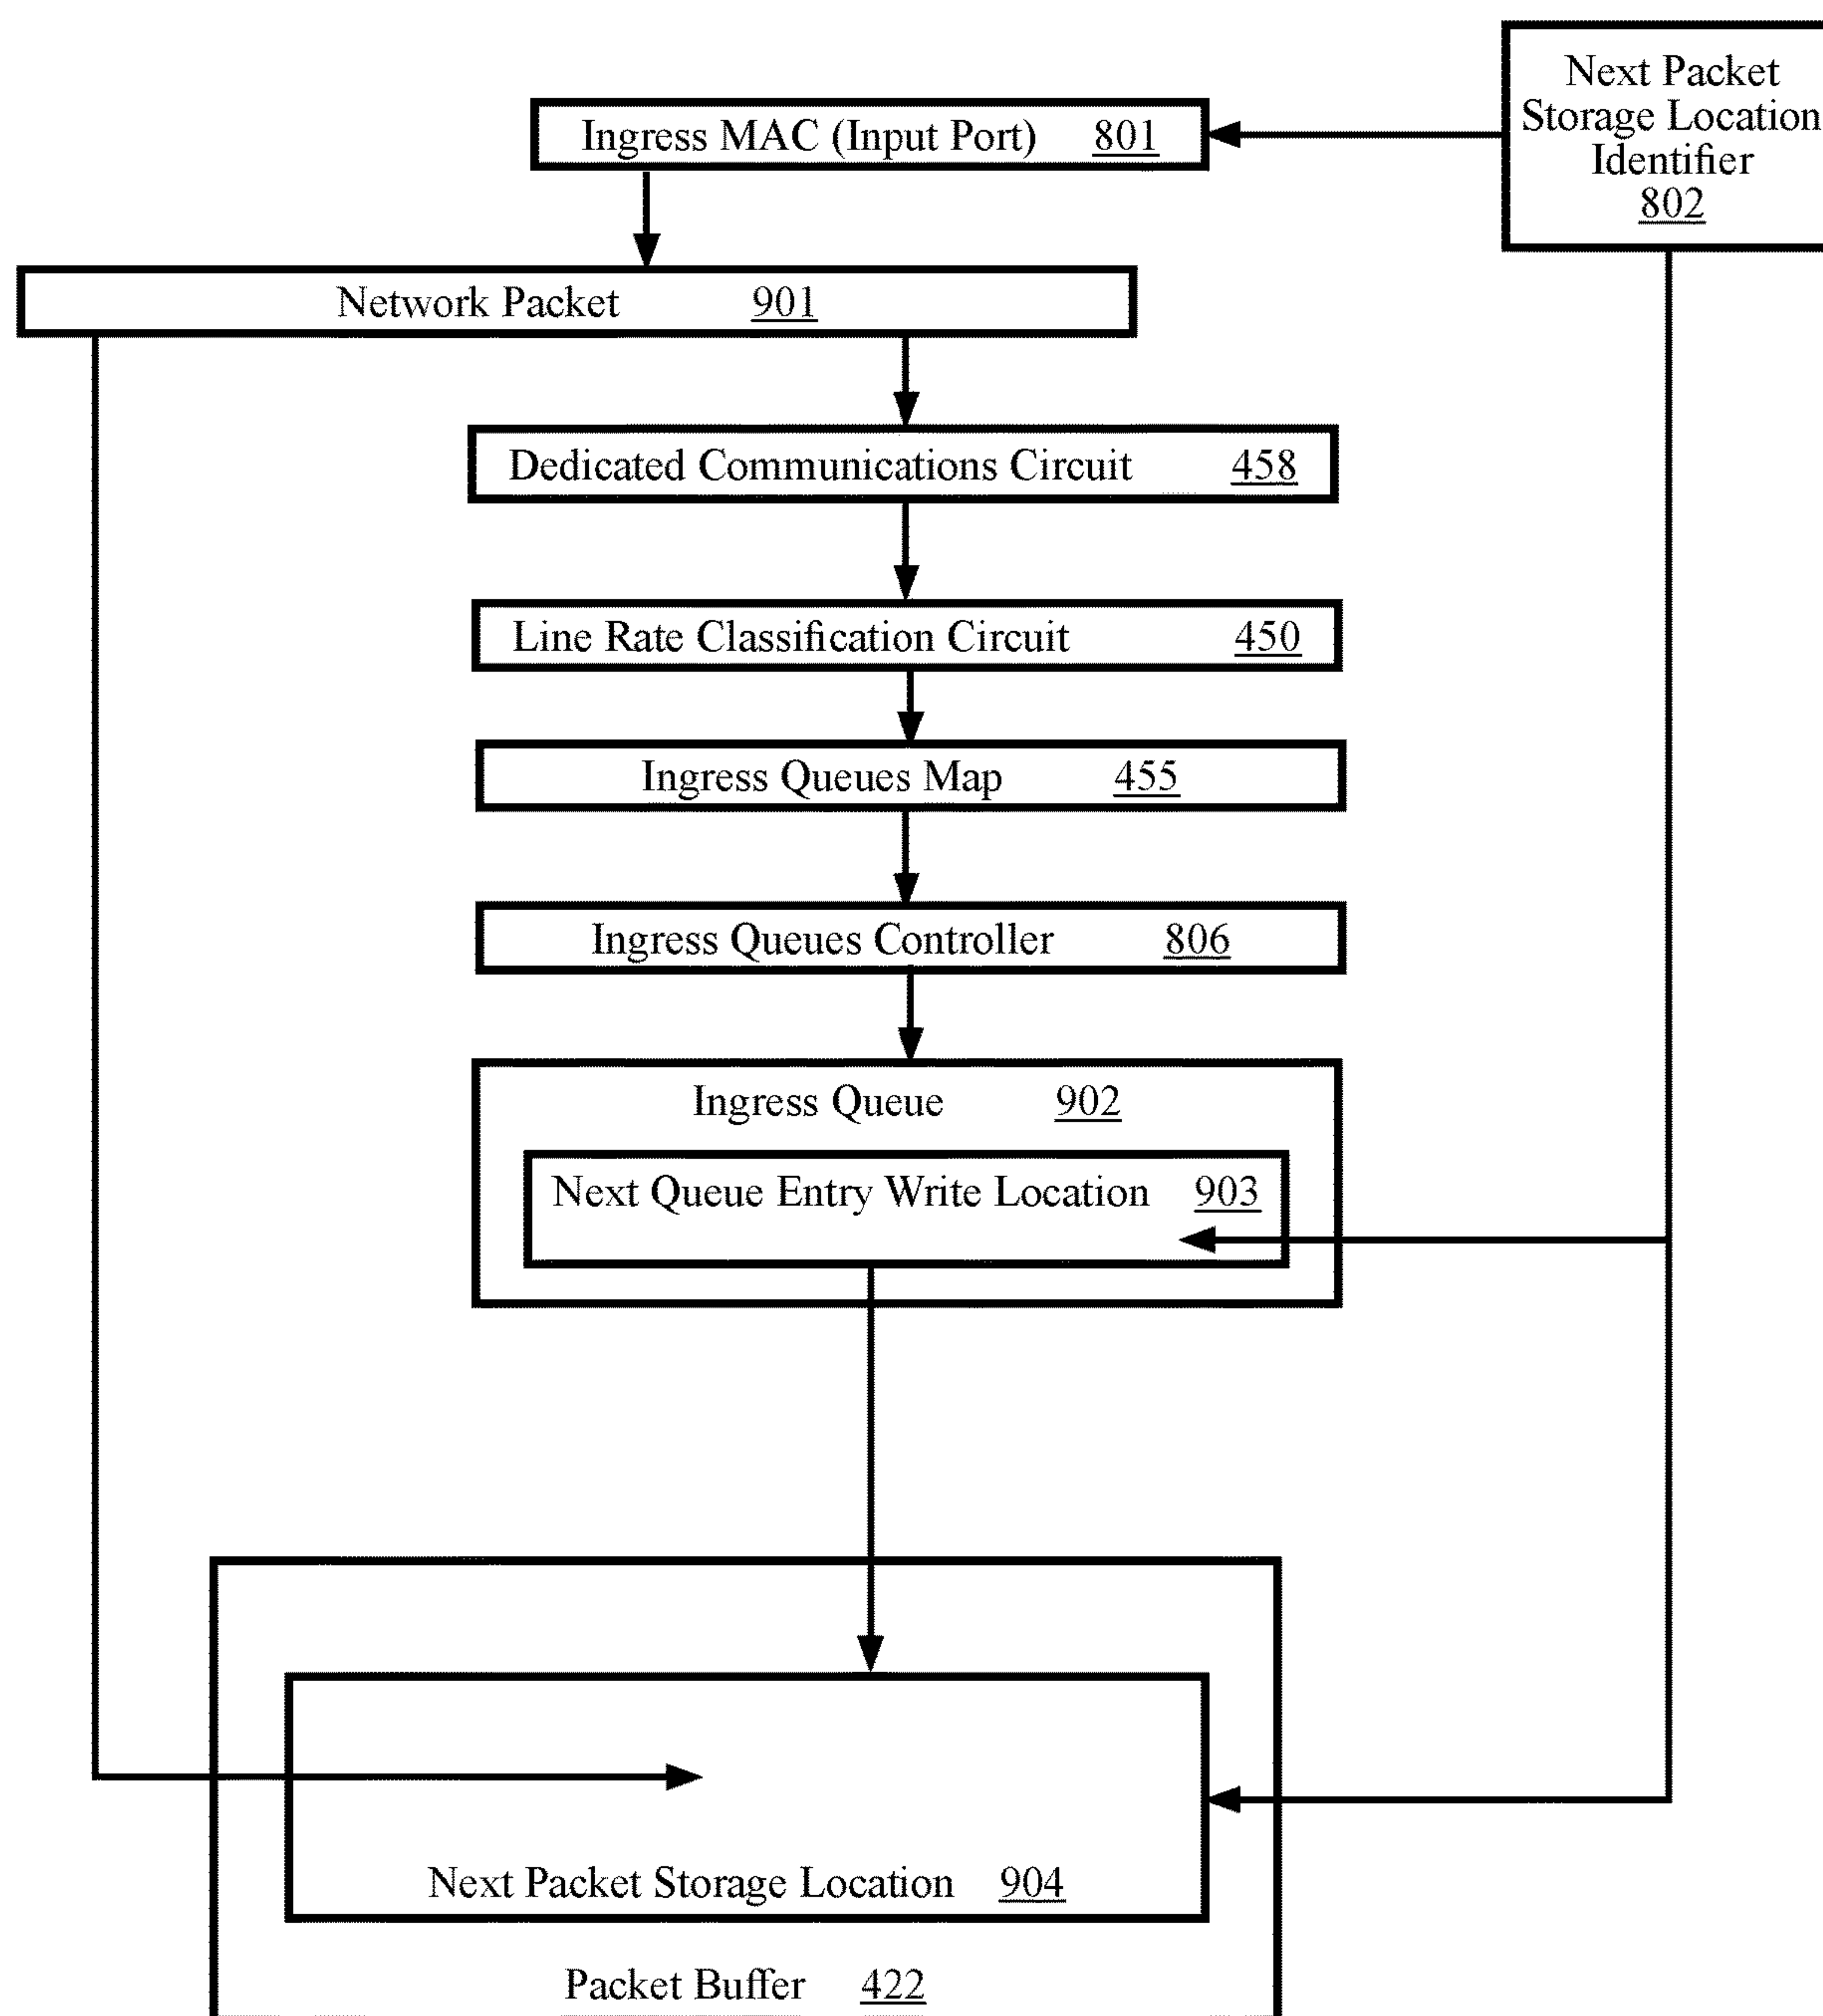 Next Packet
Storage Location
Identifier
802
Ingress MAC (Input Port) 801
Network Packet 901
Dedicated Communications Circuit 458
Line Rate Classification Circuit 450
Ingress Queues Map 455
Ingress Queues Controller 806
Ingress Queue 902
Next Queue Entry Write Location 903
Next Packet Storage Location 904
Packet Buffer 422